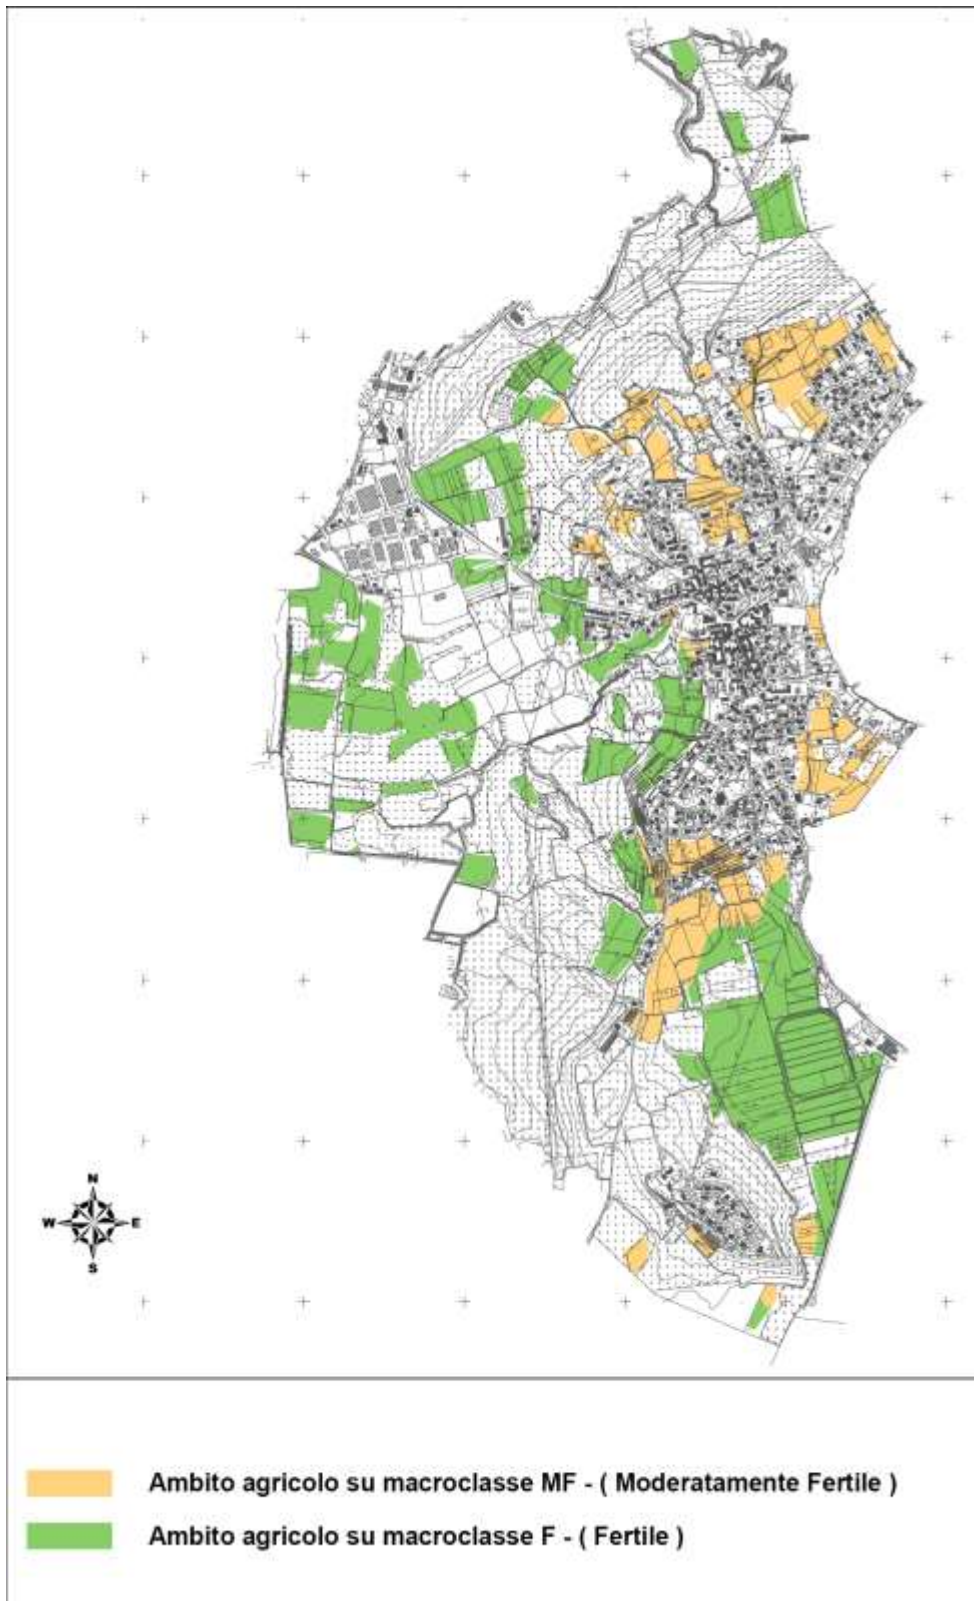 N
W E
S
Ambito agricolo su macroclasse MF - ( Moderatamente Fertile )
Ambito agricolo su macroclasse F - ( Fertile )